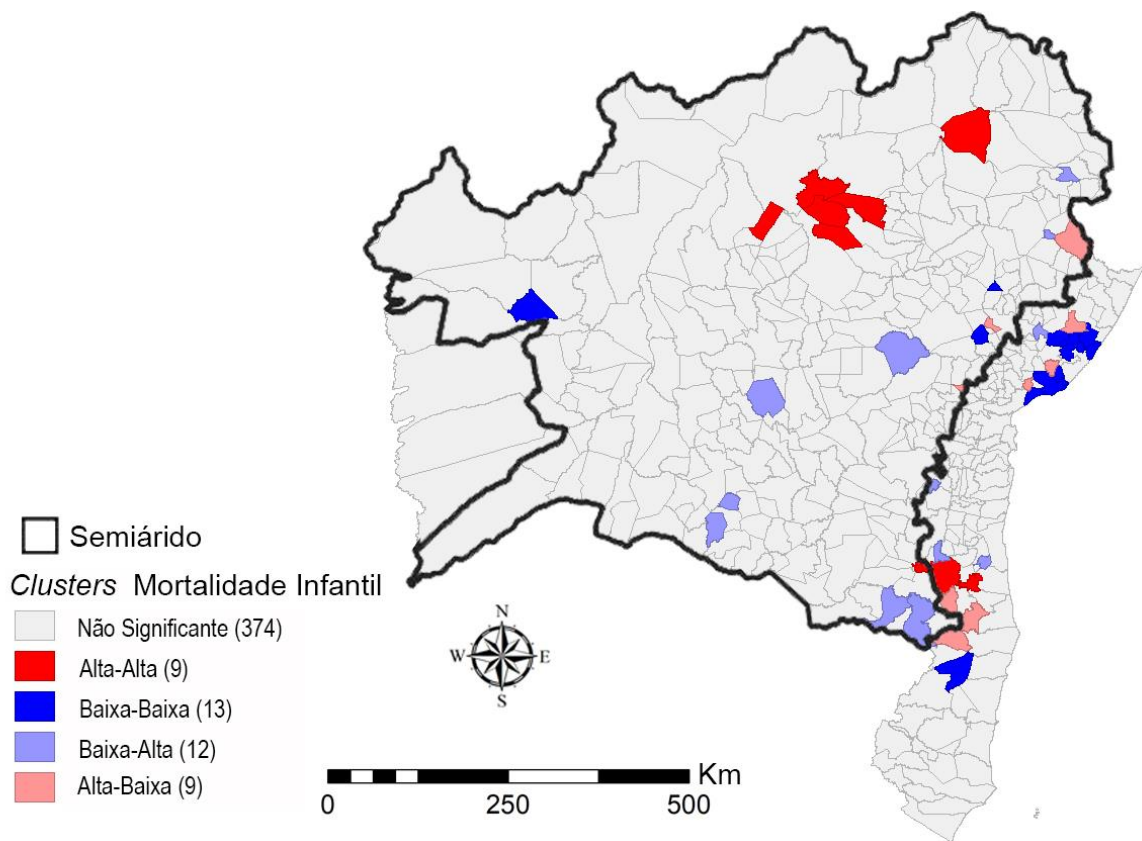 Semiárido
Clusters Mortalidade Infantil
Não Significante (374)
Alta-Alta (9)
Baixa-Baixa (13)
Baixa-Alta (12)
Alta-Baixa (9)
N
W E
S
Km
0 250 500